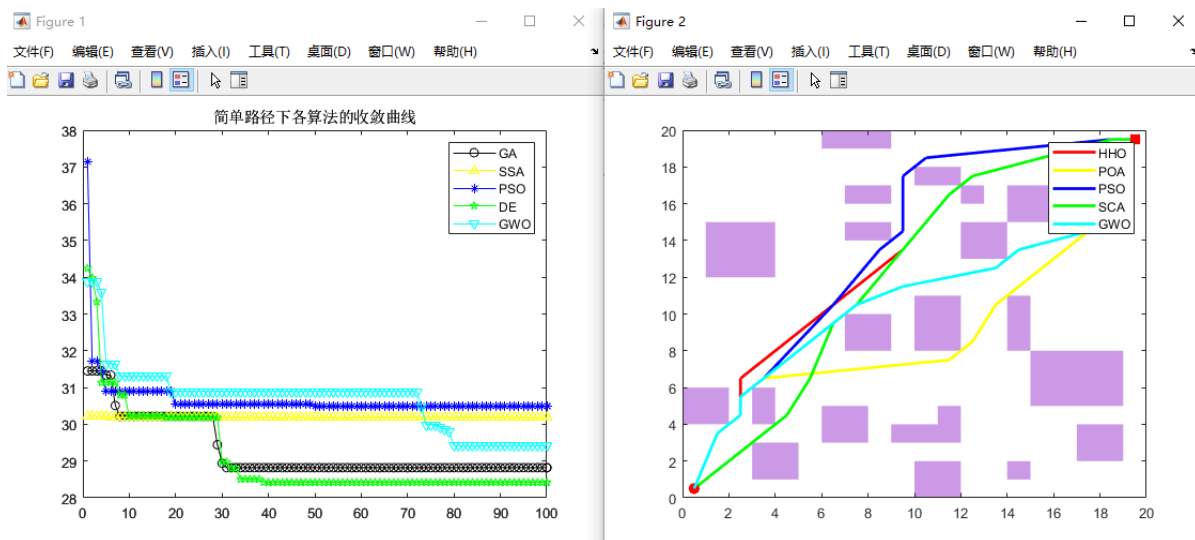 Figure 1
文件(F) 编辑(E) 查看(V) 插入(I) 工具(T) 桌面(D) 窗口(W) 帮助(H)
简单路径下各算法的收敛曲线
38
37
36
35
34
33
32
31
30
29
28
0 10 20 30 40 50 60 70 80 90 100
GA
SSA
PSO
DE
GWO
Figure 2
文件(F) 编辑(E) 查看(V) 插入(I) 工具(T) 桌面(D) 窗口(W) 帮助(H)
20
18
16
14
12
10
8
6
4
2
0
0 2 4 6 8 10 12 14 16 18 20
HHO
POA
PSO
SCA
GWO